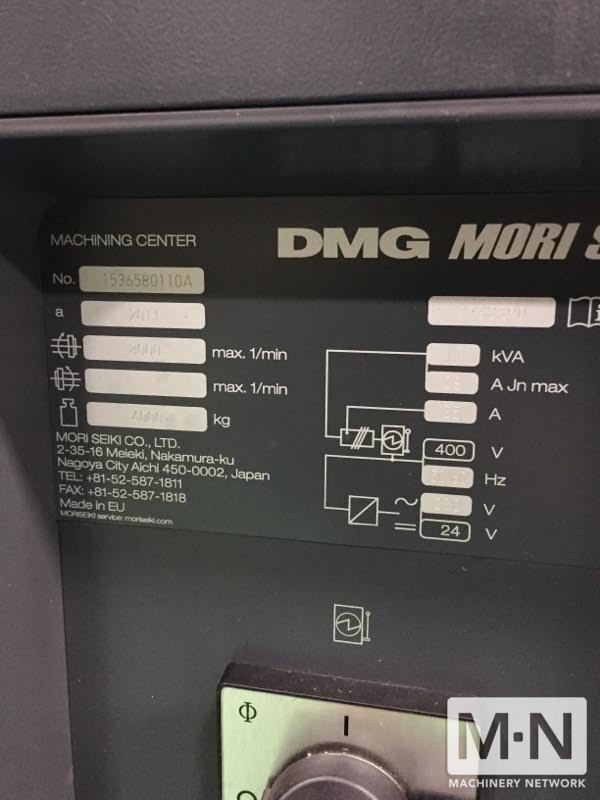 MACHINING CENTER
DMG MORI S
No. 1536580110A
a
8000 max. 1/min
max. 1/min
4000 kg
kVA
A Jn max
A
400 V
Hz
V
24 V
MORI SEIKI CO., LTD.
2-35-16 Meieki, Nakamura-ku
Nagoya City Aichi 450-0002, Japan
TEL: +81-52-587-1811
FAX: +81-52-587-1818
Made in EU
MORISEIKI service: moriseiki.com
I
O
M·N
MACHINERY NETWORK